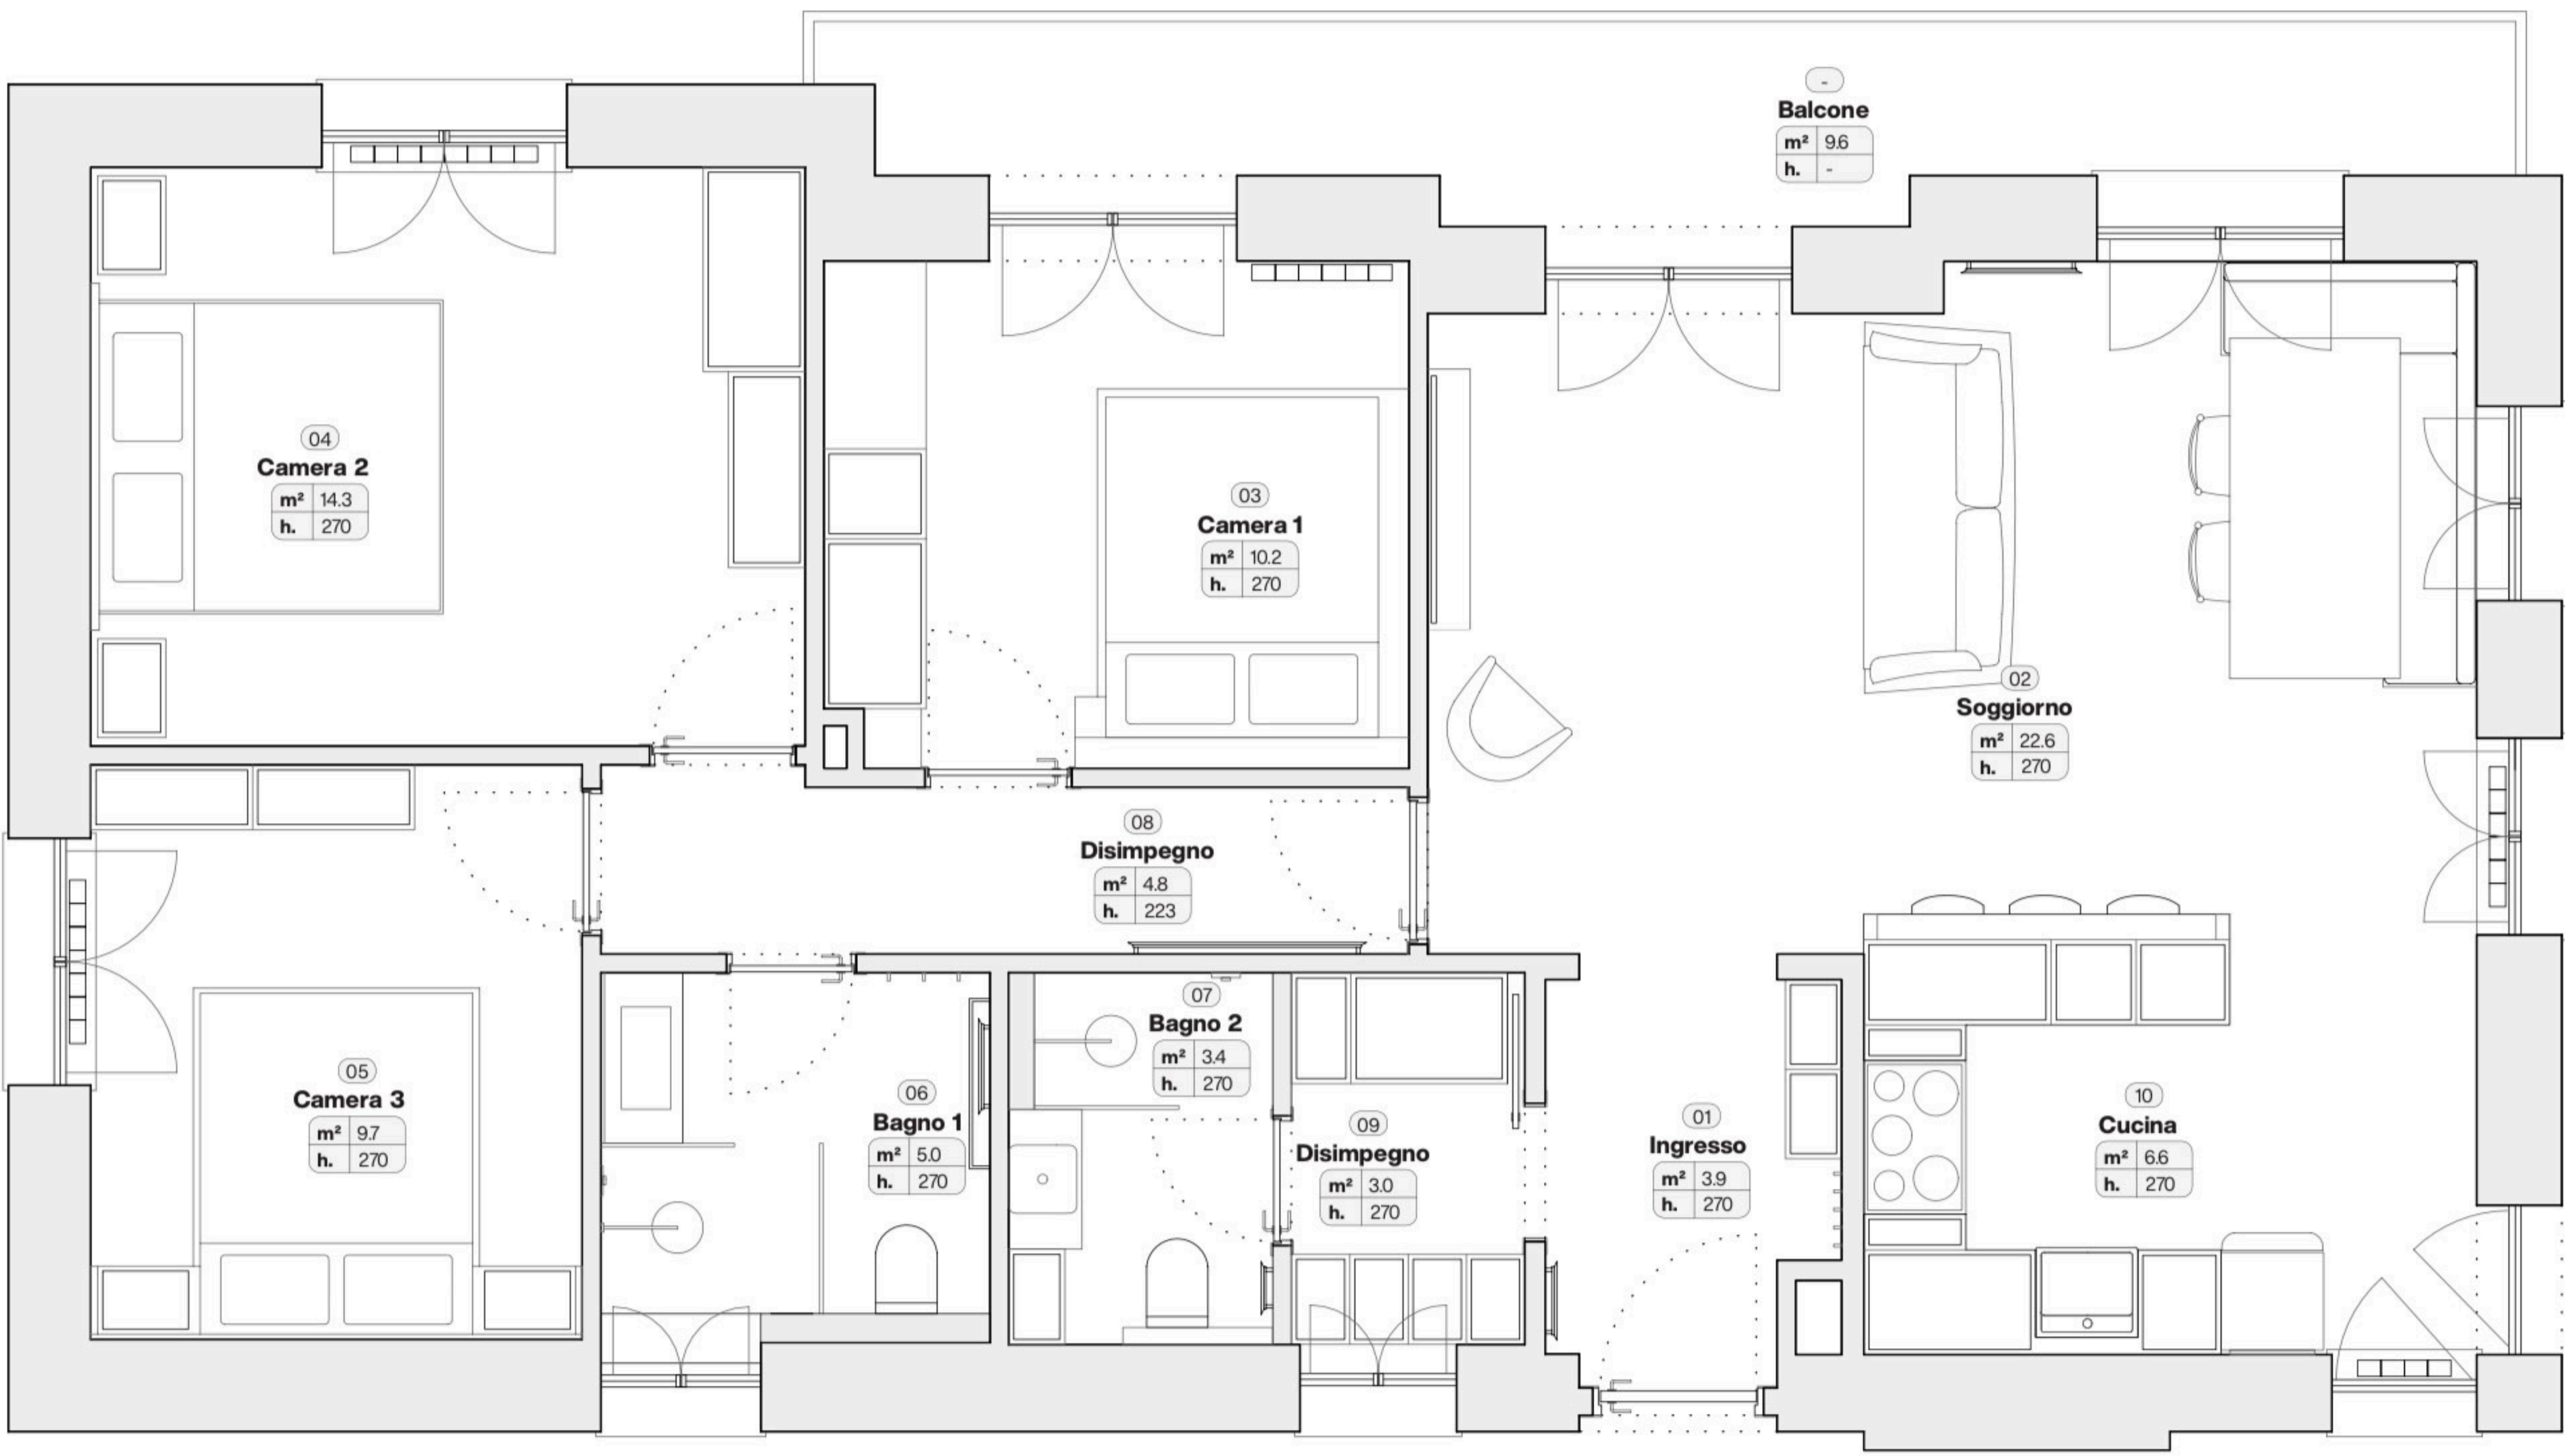 -
Balcone
m² 9.6
h. -
04
Camera 2
m² 14.3
h. 270
03
Camera 1
m² 10.2
h. 270
02
Soggiorno
m² 22.6
h. 270
08
Disimpegno
m² 4.8
h. 223
05
Camera 3
m² 9.7
h. 270
06
Bagno 1
m² 5.0
h. 270
07
Bagno 2
m² 3.4
h. 270
09
Disimpegno
m² 3.0
h. 270
01
Ingresso
m² 3.9
h. 270
10
Cucina
m² 6.6
h. 270